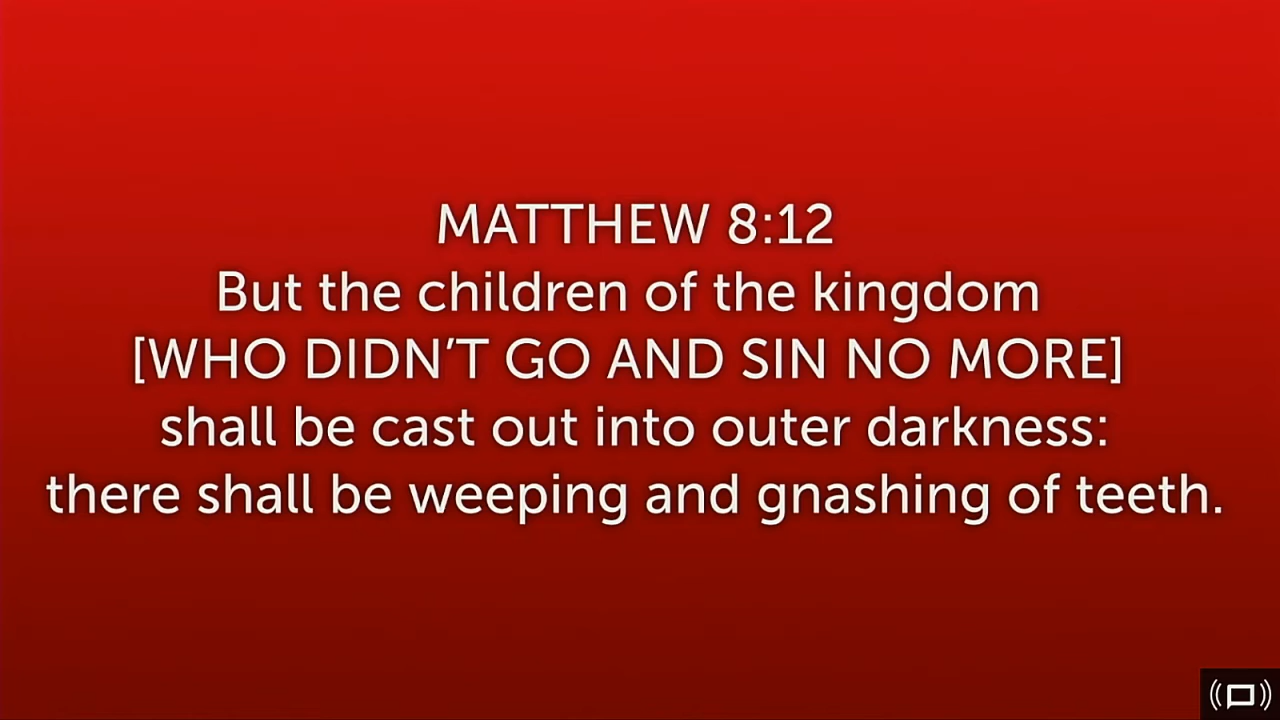 MATTHEW 8:12
But the children of the kingdom
[WHO DIDN’T GO AND SIN NO MORE]
shall be cast out into outer darkness:
there shall be weeping and gnashing of teeth.